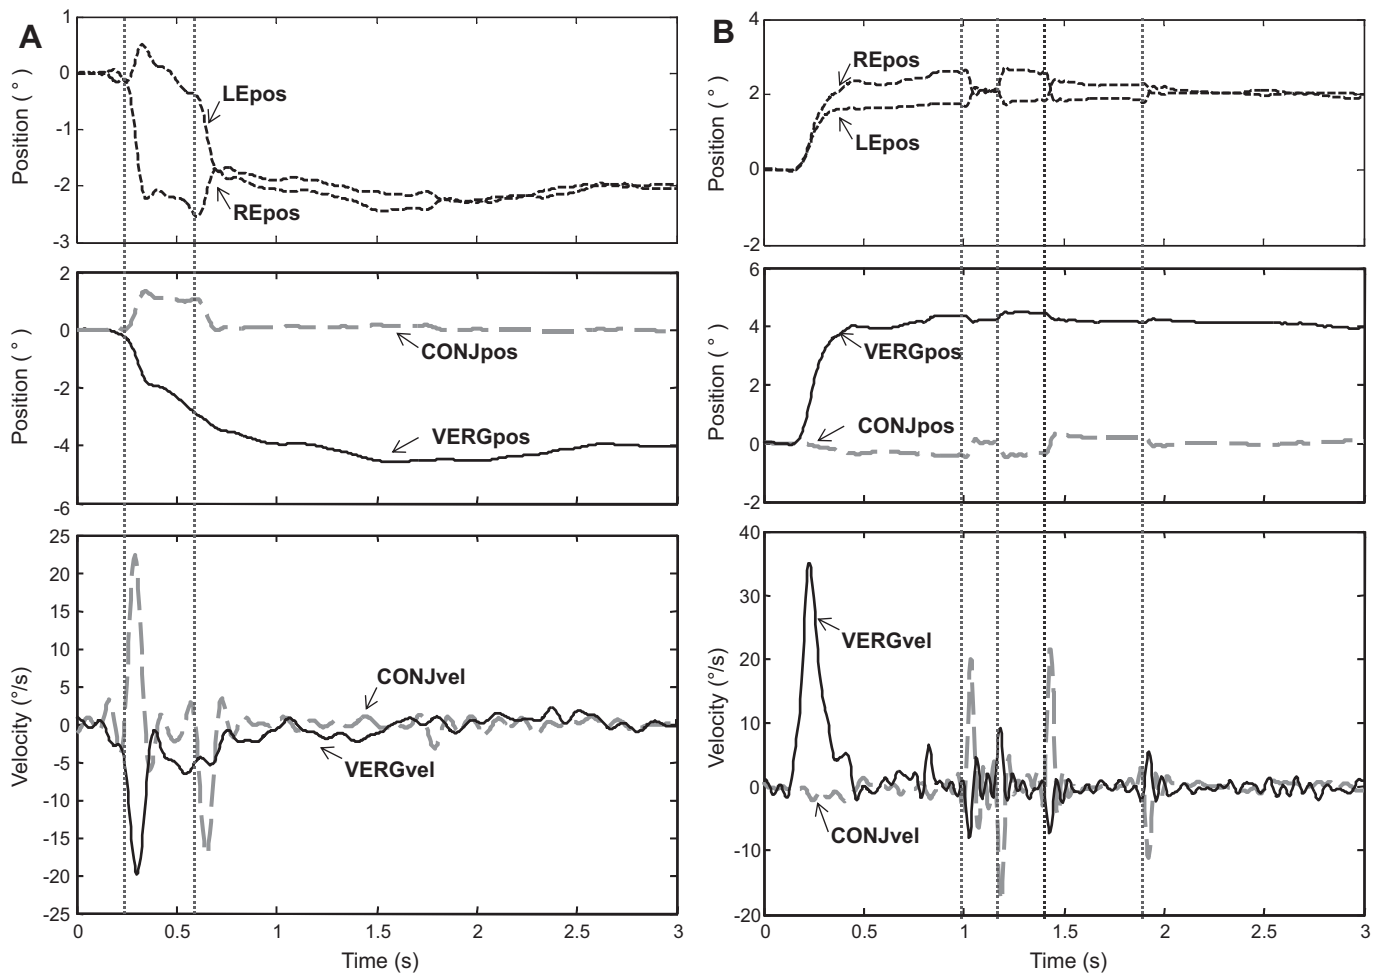 A
1
0
-1
-2
-3
Position ( ° )
LEpos
REpos
2
0
-2
-4
-6
Position ( ° )
CONJpos
VERGpos
25
20
15
10
5
0
-5
-10
-15
-20
-25
Velocity (°/s)
CONJvel
VERGvel
0 0.5 1 1.5 2 2.5 3
Time (s)
B
4
2
0
-2
Position ( ° )
REpos
LEpos
6
4
2
0
-2
Position ( ° )
VERGpos
CONJpos
40
30
20
10
0
-10
-20
Velocity (°/s)
VERGvel
CONJvel
0 0.5 1 1.5 2 2.5 3
Time (s)